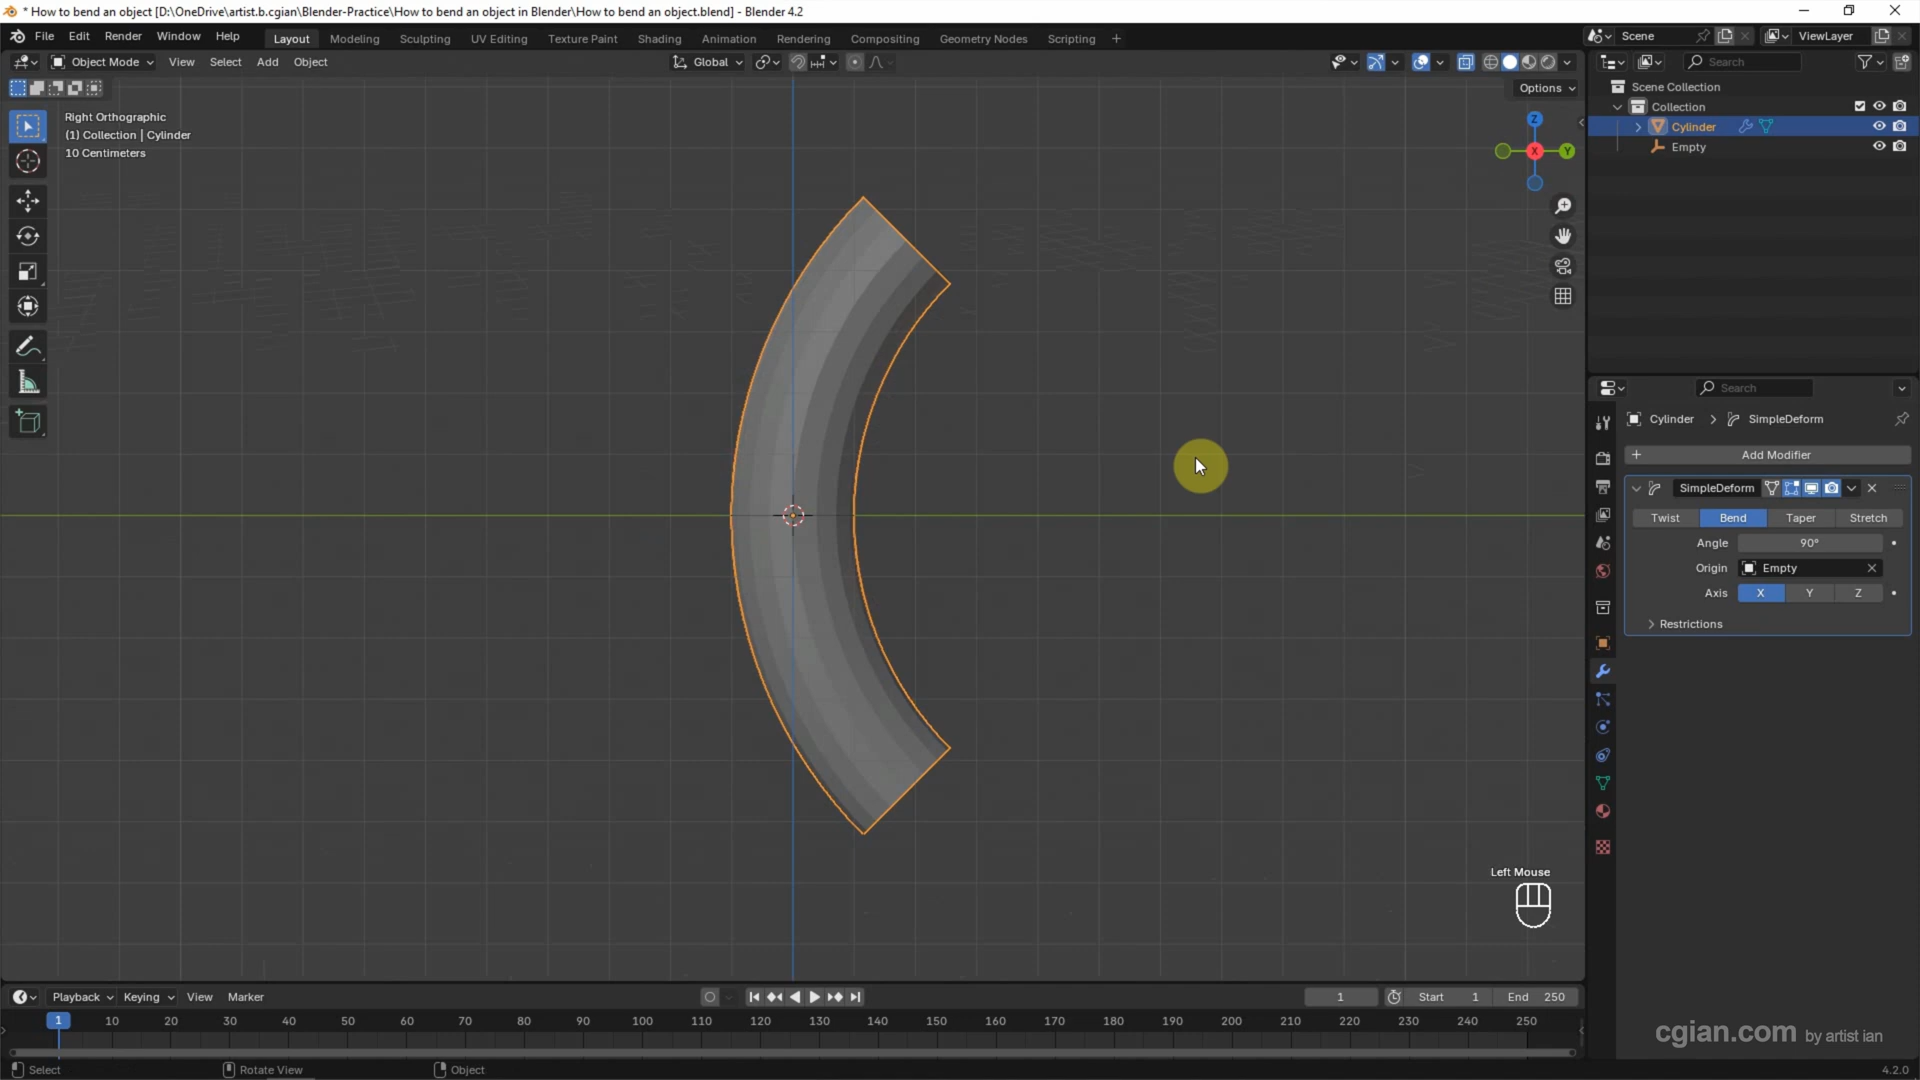 * How to bend an object [D:\OneDrive\artist.b.cgian\Blender-Practice\How to bend an object in Blender\How to bend an object.blend] - Blender 4.2
File Edit Render Window Help Layout Modeling Sculpting UV Editing Texture Paint Shading Animation Rendering Compositing Geometry Nodes Scripting + Scene ViewLayer
Object Mode View Select Add Object Global Search
Options
Scene Collection
Collection
Cylinder
Empty
Right Orthographic
(1) Collection | Cylinder
10 Centimeters
Z
X
Y
Search
Cylinder > SimpleDeform
+ Add Modifier
SimpleDeform
Twist Bend Taper Stretch
Angle 90°
Origin Empty
Axis X Y Z
Restrictions
Left Mouse
Playback Keying View Marker 1 Start 1 End 250
1 10 20 30 40 50 60 70 80 90 100 110 120 130 140 150 160 170 180 190 200 210 220 230 240 250
cgian.com by artist ian
Select Rotate View Object 4.2.0